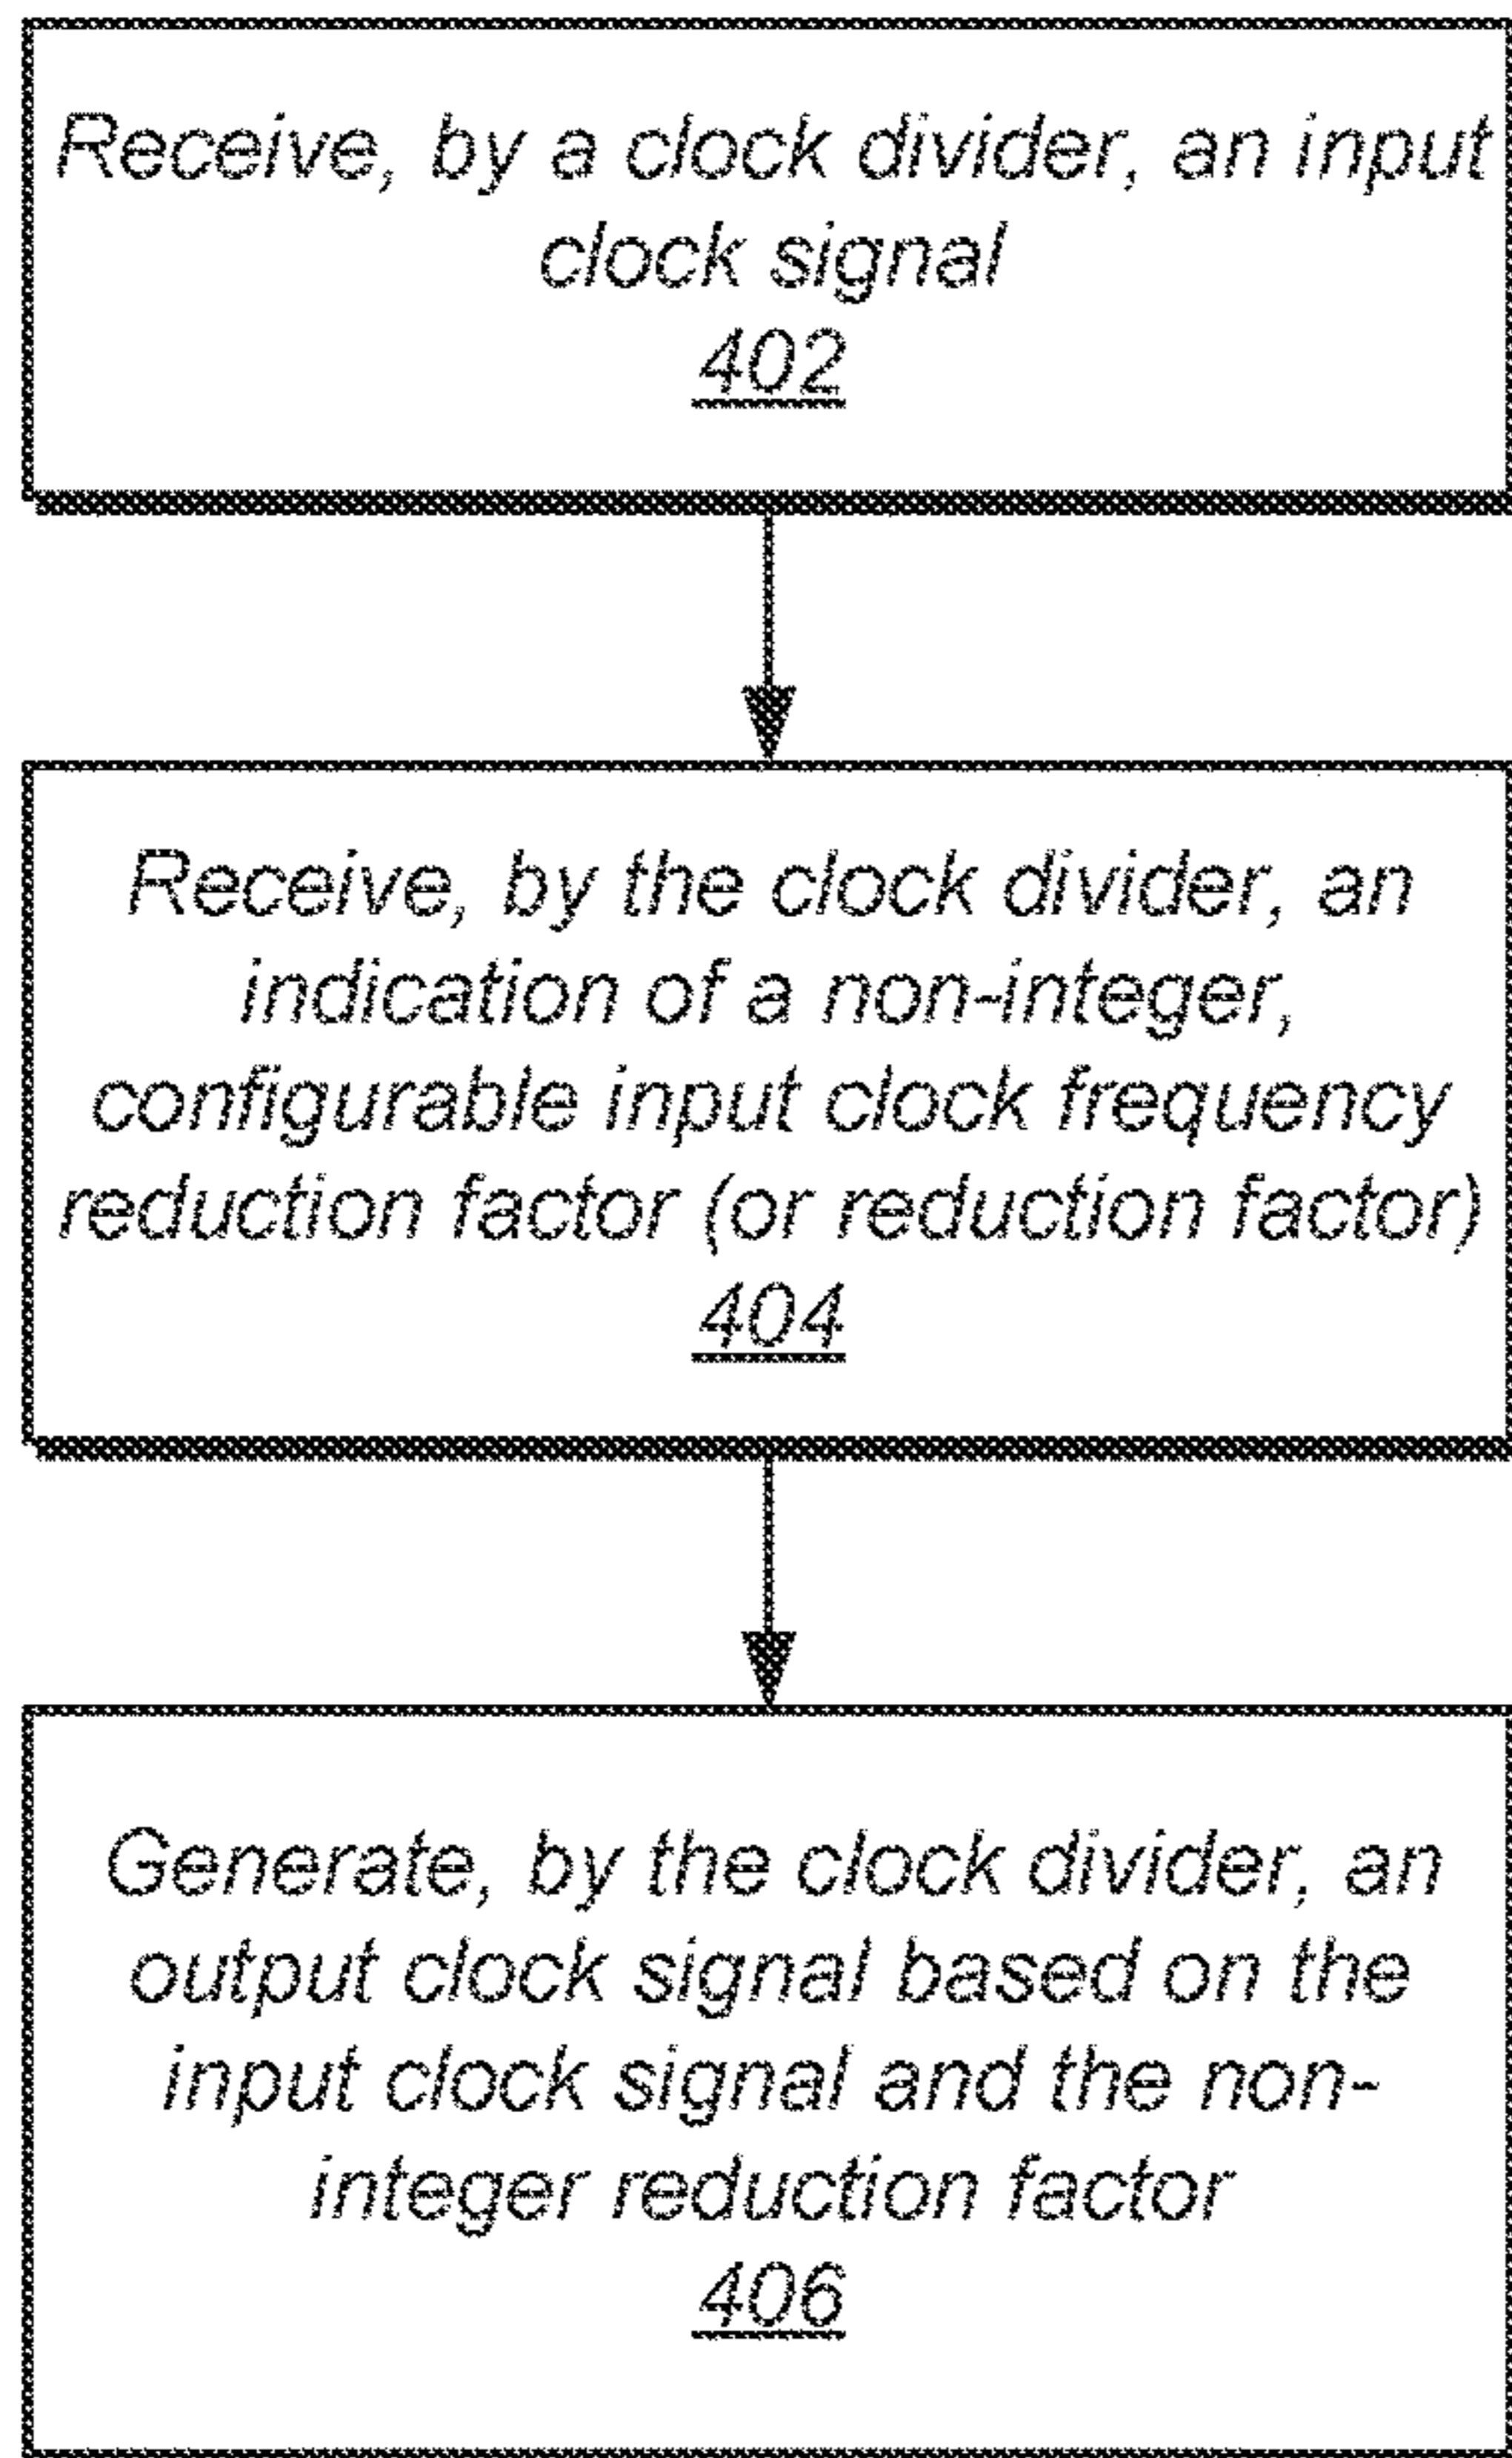 Receive, by a clock divider, an input
clock signal
402
Receive, by the clock divider, an
indication of a non-integer,
configurable input clock frequency
reduction factor (or reduction factor)
404
Generate, by the clock divider, an
output clock signal based on the
input clock signal and the non-
integer reduction factor
406